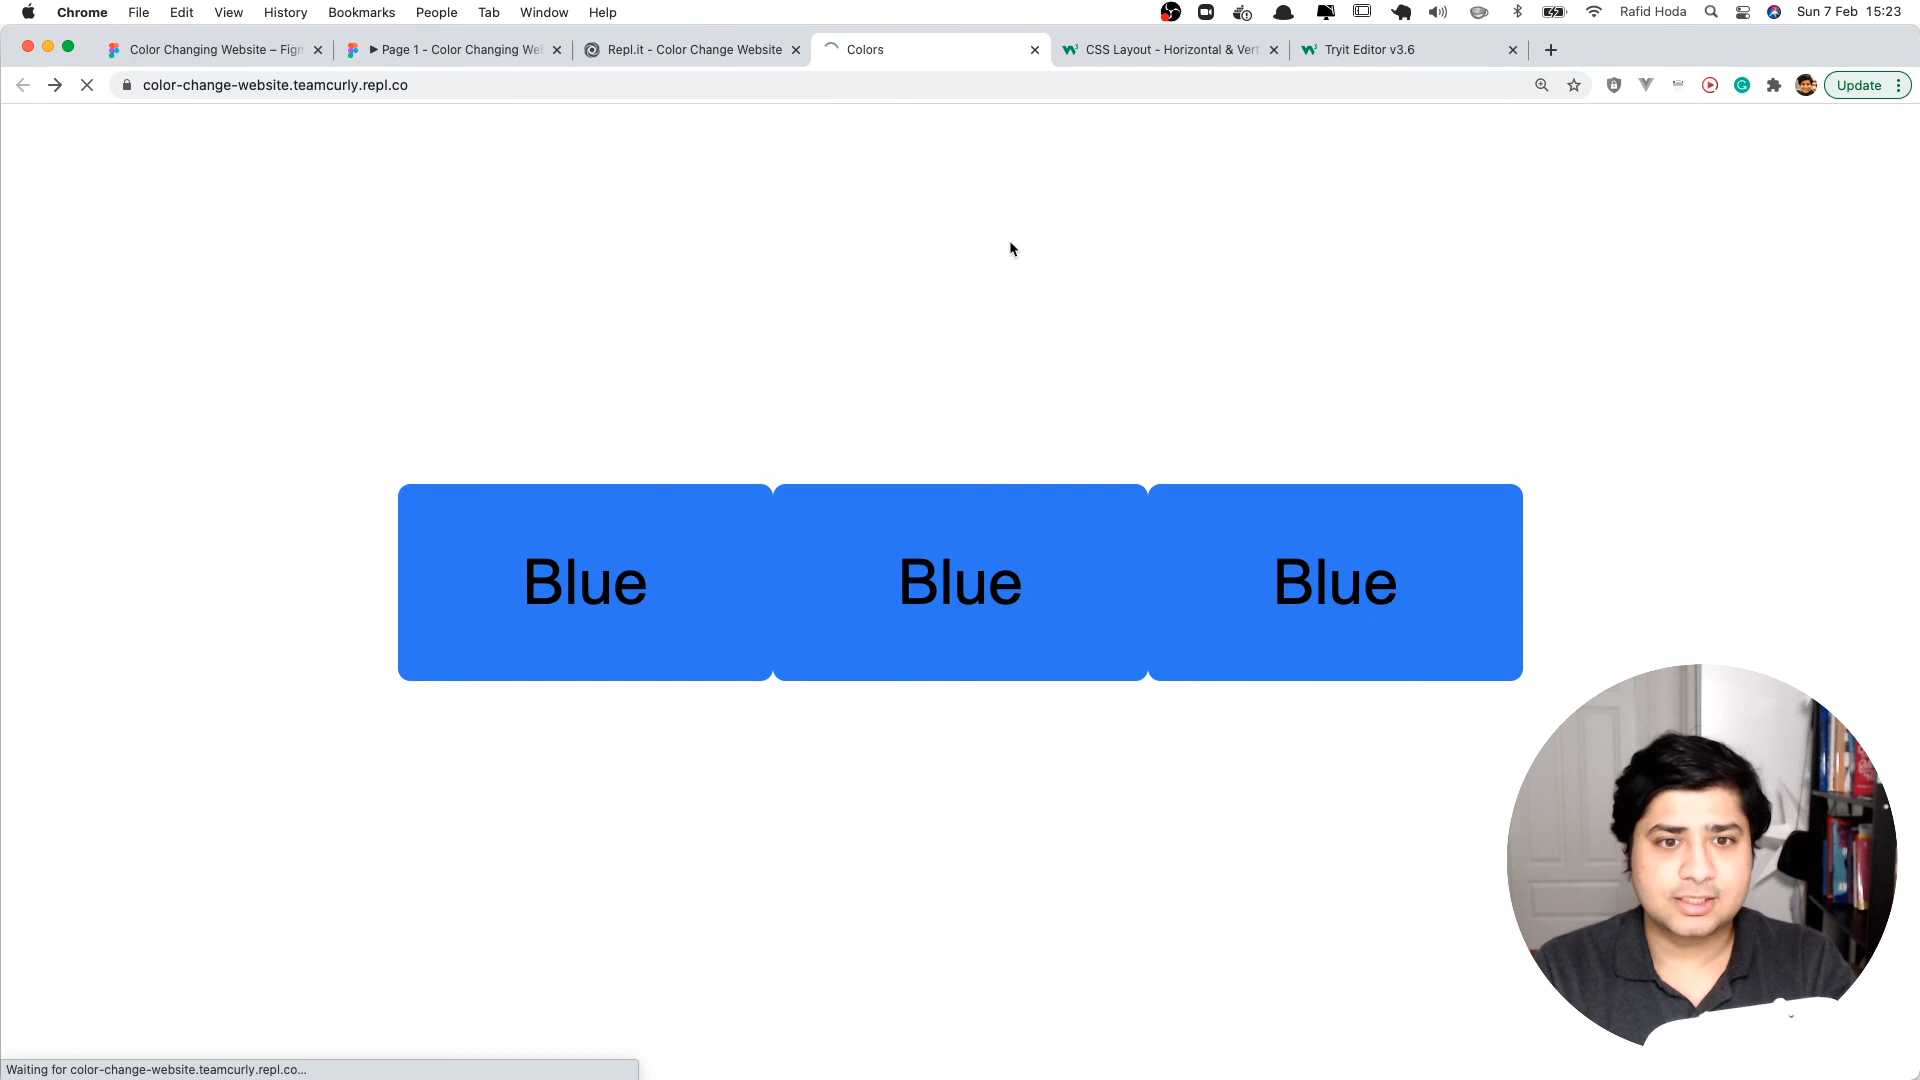 Chrome File Edit View History Bookmarks People Tab Window Help Rafid Hoda Sun 7 Feb 15:23
Color Changing Website – Figm ▶ Page 1 - Color Changing Web Repl.it - Color Change Website Colors CSS Layout - Horizontal & Vert Tryit Editor v3.6
color-change-website.teamcurly.repl.co Update
Blue Blue Blue
Waiting for color-change-website.teamcurly.repl.co...